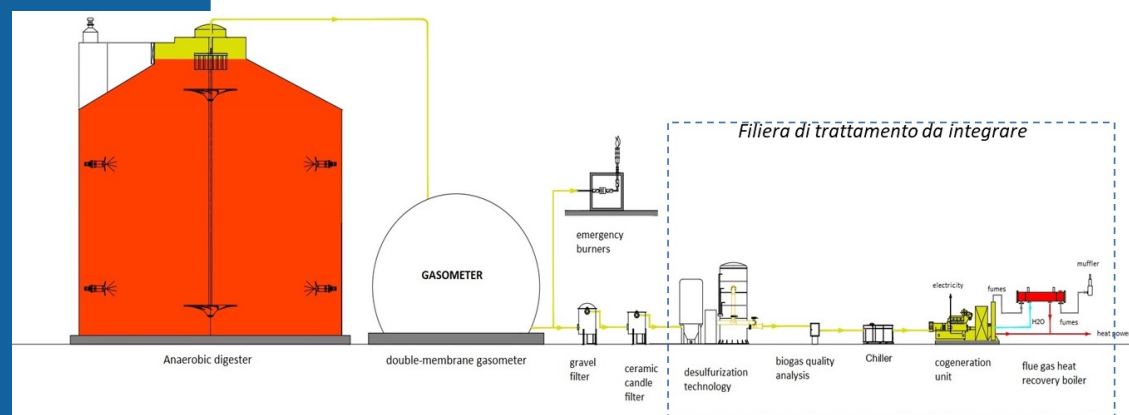 Filiera di trattamento da integrare
emergency
burners
muffler
electricity
fumes
GASOMETER
H2O
fumes
heat power
Anaerobic digester
double-membrane gasometer
gravel
filter
ceramic
candle filter
desulfurization
technology
biogas quality
analysis
Chiller
cogeneration
unit
flue gas heat
recovery boiler